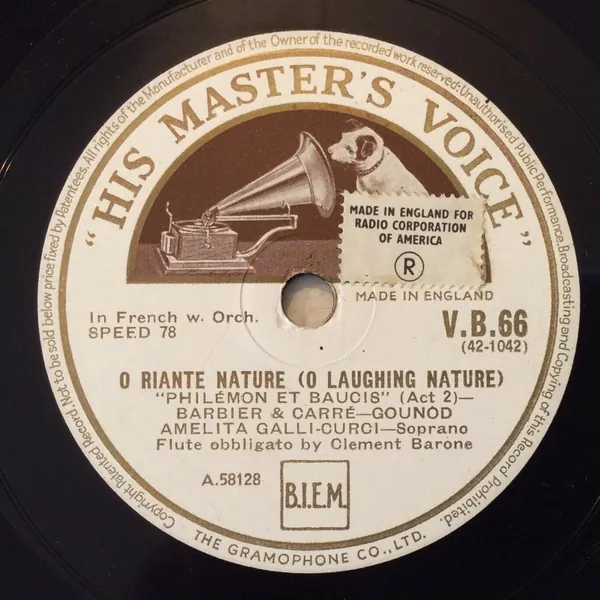 Copyright Patented Record. Not to be sold below price fixed by Patentees. All rights of the Manufacturer and of the Owner of the recorded work reserved. Unauthorised Public Performance, Broadcasting and Copying of this Record Prohibited.
"HIS MASTER'S VOICE"
MADE IN ENGLAND FOR
RADIO CORPORATION
OF AMERICA
R
MADE IN ENGLAND
In French w. Orch.
SPEED 78
V.B.66
(42-1042)
O RIANTE NATURE (O LAUGHING NATURE)
"PHILÉMON ET BAUCIS" (Act 2)—
BARBIER & CARRÉ—GOUNOD
AMELITA GALLI-CURCI—Soprano
Flute obbligato by Clement Barone
A.58128
B.I.E.M.
THE GRAMOPHONE CO., LTD.